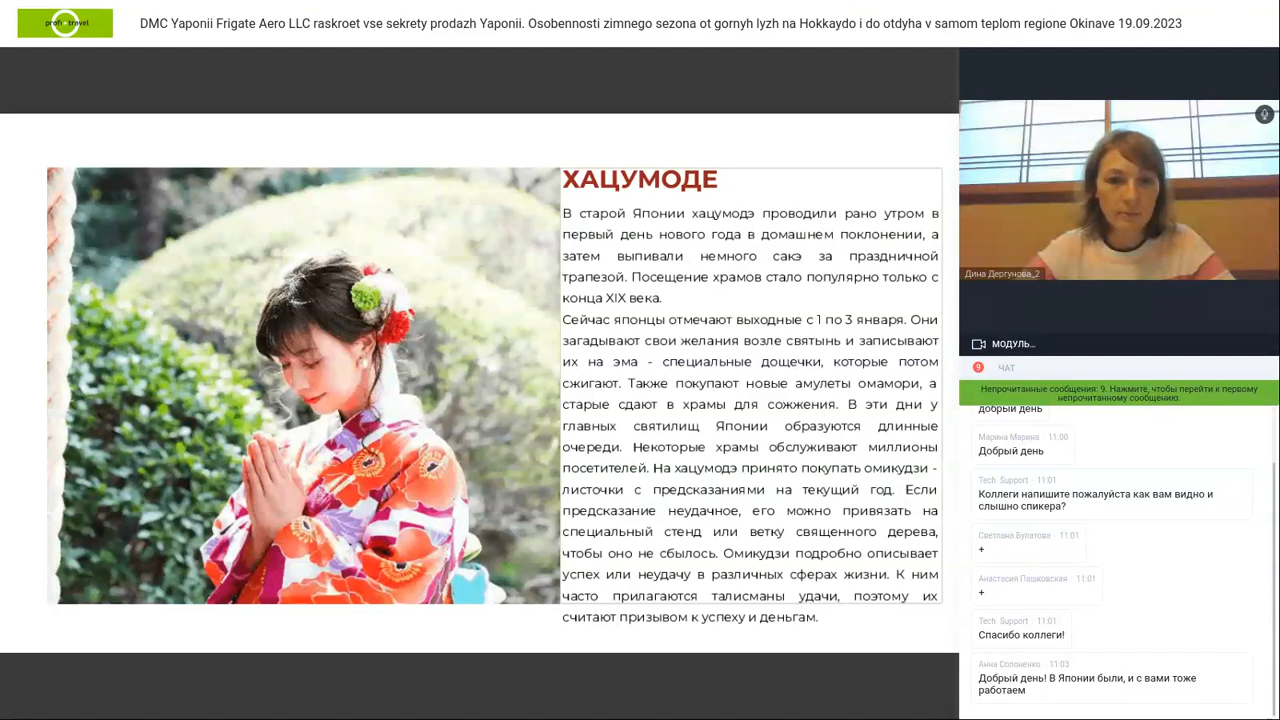 profi travel
DMC Yaponii Frigate Aero LLC raskroet vse sekrety prodazh Yaponii. Osobennosti zimnego sezona ot gornyh lyzh na Hokkaydo i do otdyha v samom teplom regione Okinave 19.09.2023
ХАЦУМОДЕ
В старой Японии хацумодэ проводили рано утром в
первый день нового года в домашнем поклонении, а
затем выпивали немного сакэ за праздничной
трапезой. Посещение храмов стало популярно только с
конца XIX века.
Сейчас японцы отмечают выходные с 1 по 3 января. Они
загадывают свои желания возле святынь и записывают
их на эма - специальные дощечки, которые потом
сжигают. Также покупают новые амулеты омамори, а
старые сдают в храмы для сожжения. В эти дни у
главных святилищ Японии образуются длинные
очереди. Некоторые храмы обслуживают миллионы
посетителей. На хацумодэ принято покупать омикудзи -
листочки с предсказаниями на текущий год. Если
предсказание неудачное, его можно привязать на
специальный стенд или ветку священного дерева,
чтобы оно не сбылось. Омикудзи подробно описывает
успех или неудачу в различных сферах жизни. К ним
часто прилагаются талисманы удачи, поэтому их
считают призывом к успеху и деньгам.
Дина Дергунова_2
модуль...
9 ЧАТ
Непрочитанные сообщения: 9. Нажмите, чтобы перейти к первому
непрочитанному сообщению.
добрый день
Марина Марина · 11:00
Добрый день
Tech. Support · 11:01
Коллеги напишите пожалуйста как вам видно и
слышно спикера?
Светлана Булатова · 11:01
+
Анастасия Пашковская · 11:01
+
Tech. Support · 11:01
Спасибо коллеги!
Анна Солоненко · 11:03
Добрый день! В Японии были, и с вами тоже
работаем